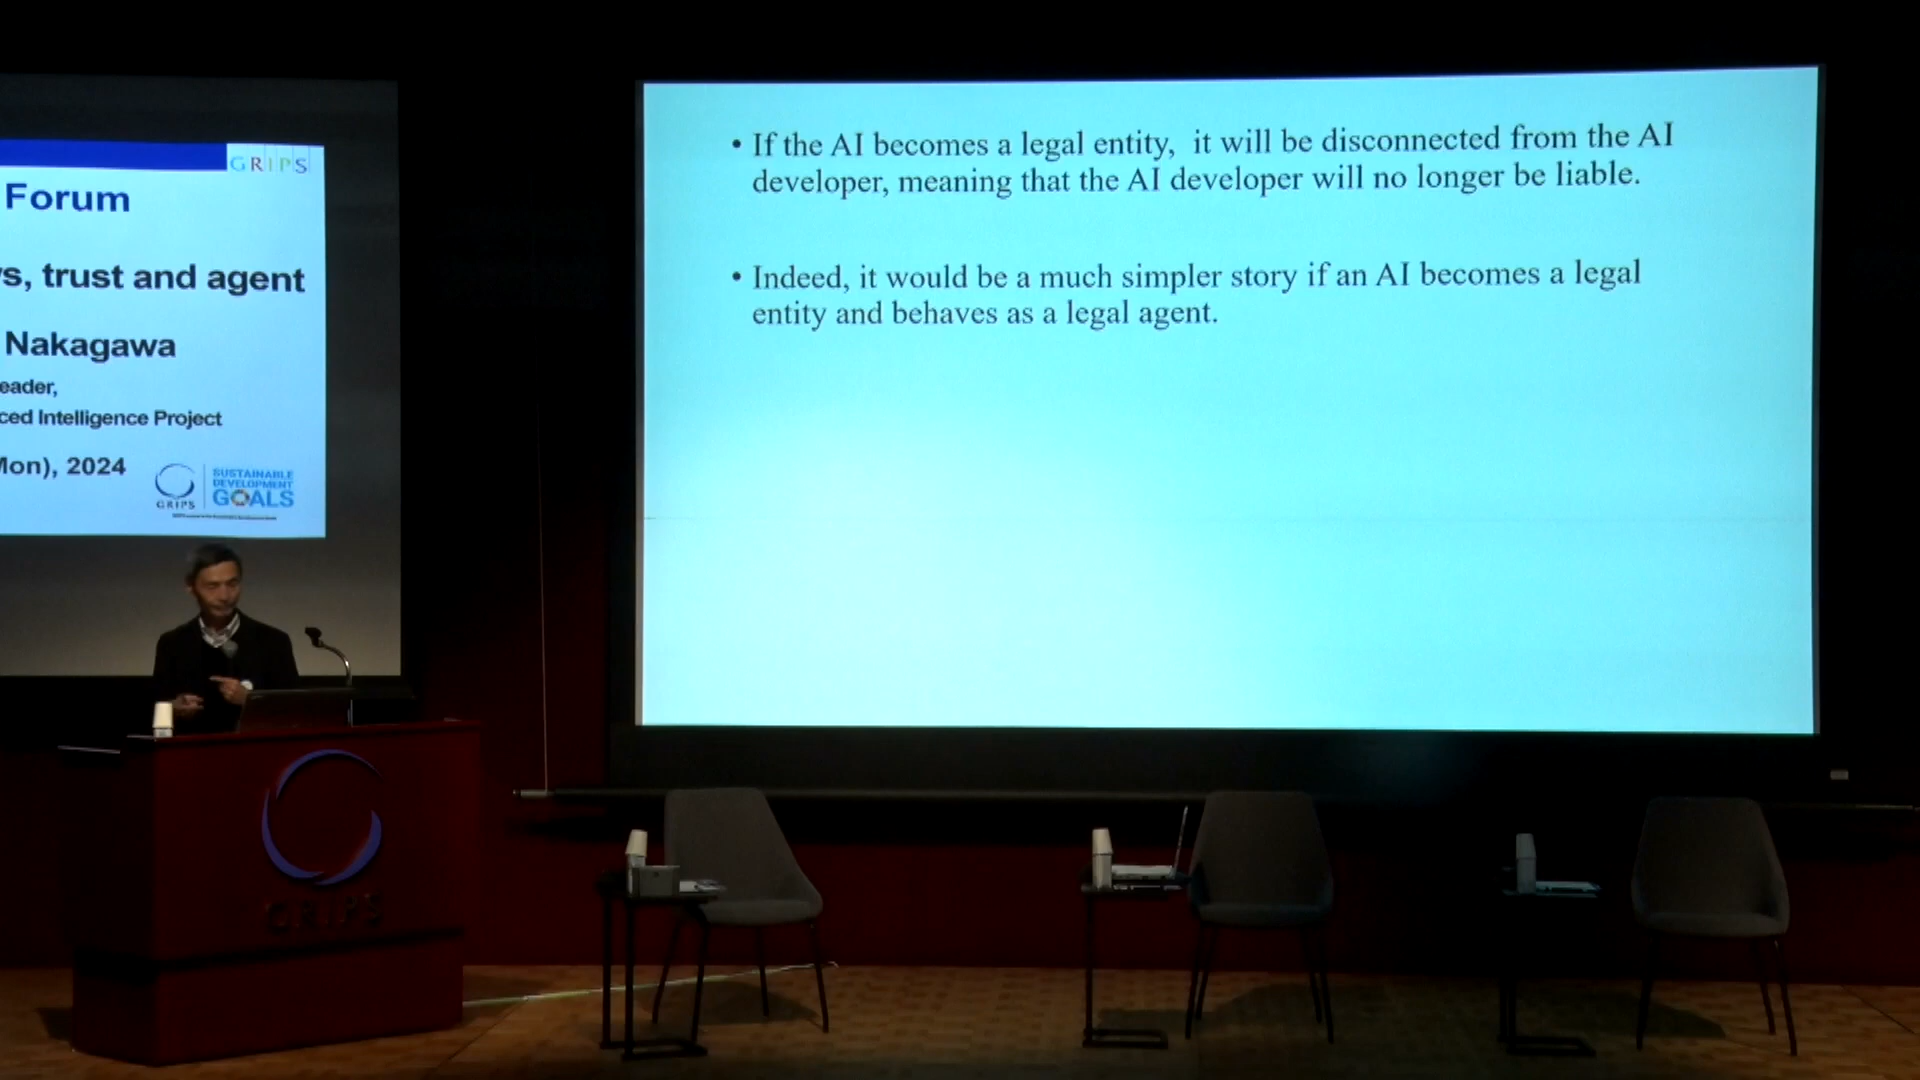 GRIPS
Forum
s, trust and agent
Nakagawa
eader,
ced Intelligence Project
Mon), 2024
GRIPS
SUSTAINABLE
DEVELOPMENT
GOALS
• If the AI becomes a legal entity, it will be disconnected from the AI
developer, meaning that the AI developer will no longer be liable.
• Indeed, it would be a much simpler story if an AI becomes a legal
entity and behaves as a legal agent.
GRIPS